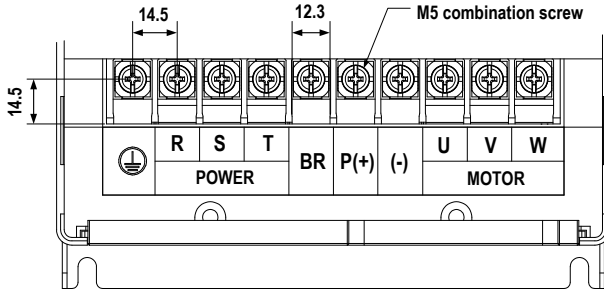 14.5
12.3
M5 combination screw
14.5
R S T BR P(+) (-) U V W
POWER MOTOR